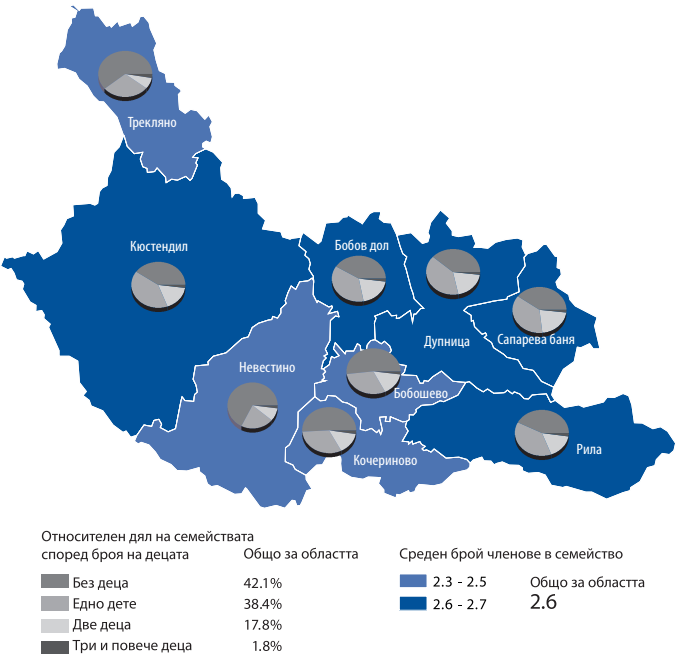 Трекляно
Кюстендил
Бобов дол
Дупница
Сапарева баня
Невестино
Бобошево
Кочериново
Рила
Относителен дял на семействата
според броя на децата
Общо за областта
Без деца 42.1%
Едно дете 38.4%
Две деца 17.8%
Три и повече деца 1.8%
Среден брой членове в семейство
2.3 - 2.5
2.6 - 2.7
Общо за областта
2.6